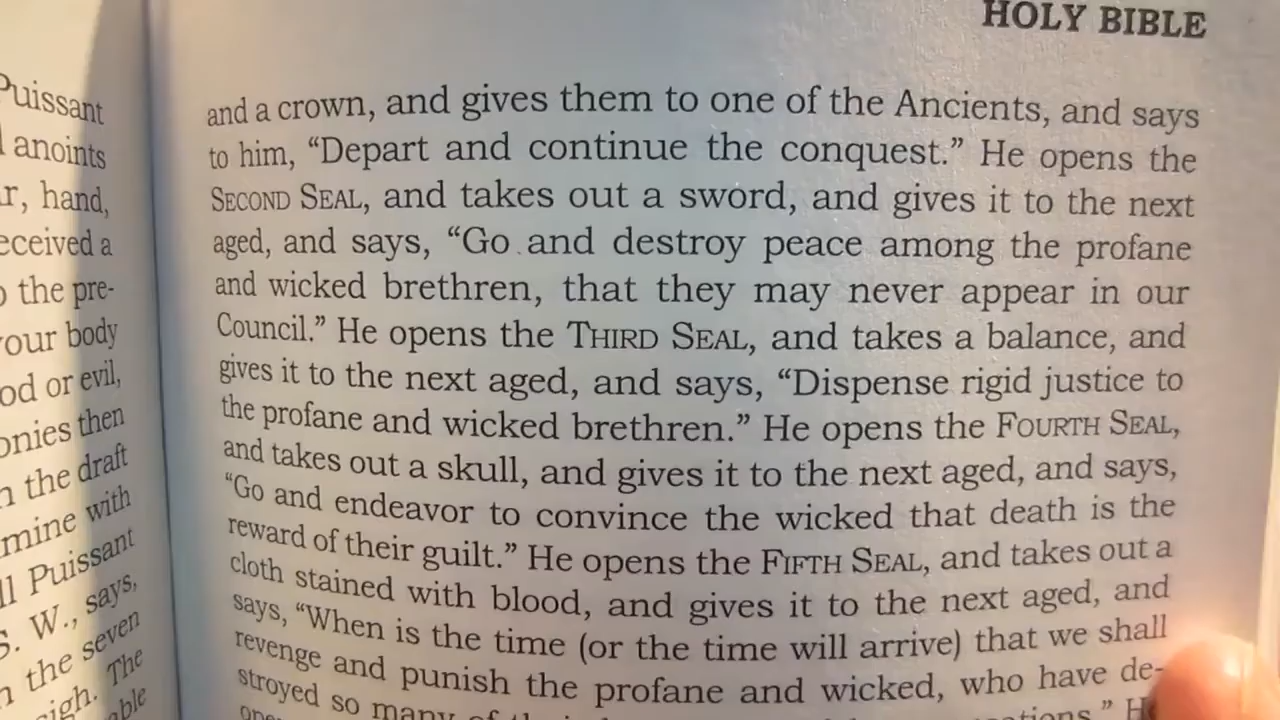 Puissant
anoints
r, hand,
eceived a
the pre-
our body
od or evil,
onies then
the draft
mine with
ll Puissant
S. W., says,
the seven
eigh. The
able
HOLY BIBLE
and a crown, and gives them to one of the Ancients, and says
to him, “Depart and continue the conquest.” He opens the
SECOND SEAL, and takes out a sword, and gives it to the next
aged, and says, “Go and destroy peace among the profane
and wicked brethren, that they may never appear in our
Council.” He opens the THIRD SEAL, and takes a balance, and
gives it to the next aged, and says, “Dispense rigid justice to
the profane and wicked brethren.” He opens the FOURTH SEAL,
and takes out a skull, and gives it to the next aged, and says,
“Go and endeavor to convince the wicked that death is the
reward of their guilt.” He opens the FIFTH SEAL, and takes out a
cloth stained with blood, and gives it to the next aged, and
says, “When is the time (or the time will arrive) that we shall
revenge and punish the profane and wicked, who have de-
stroyed so many of